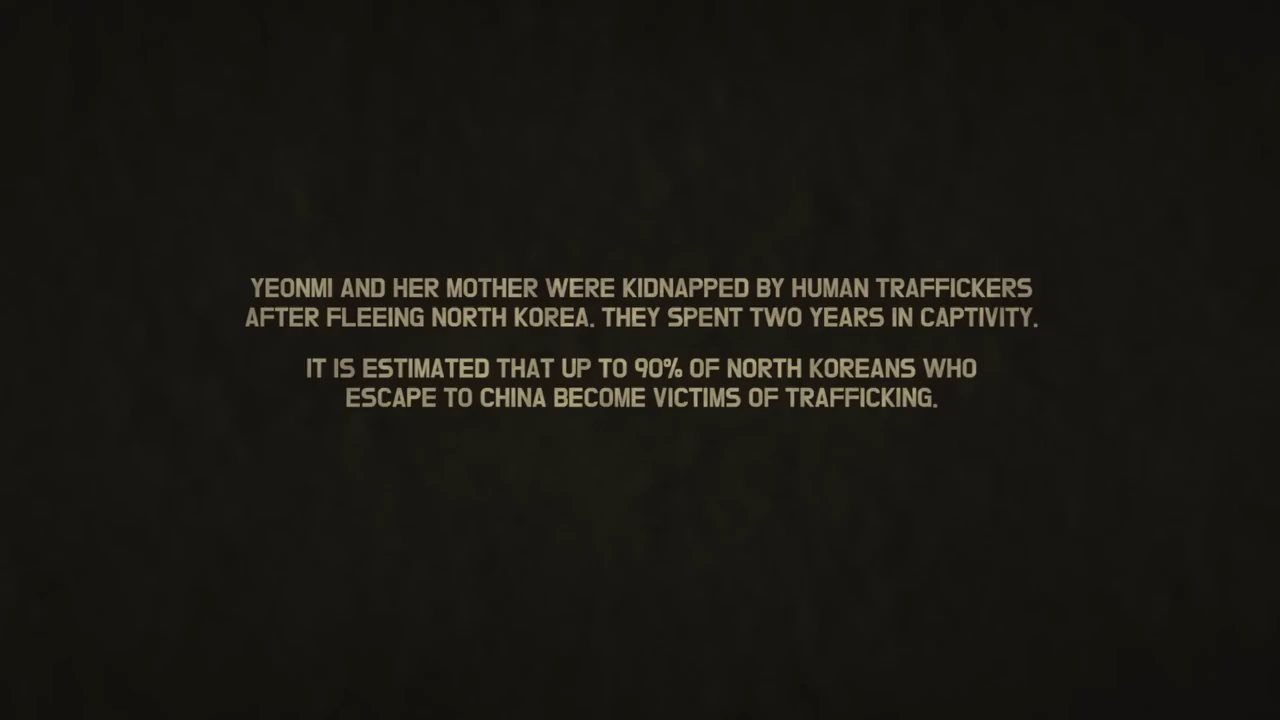 YEONMI AND HER MOTHER WERE KIDNAPPED BY HUMAN TRAFFICKERS
AFTER FLEEING NORTH KOREA. THEY SPENT TWO YEARS IN CAPTIVITY.
IT IS ESTIMATED THAT UP TO 90% OF NORTH KOREANS WHO
ESCAPE TO CHINA BECOME VICTIMS OF TRAFFICKING.